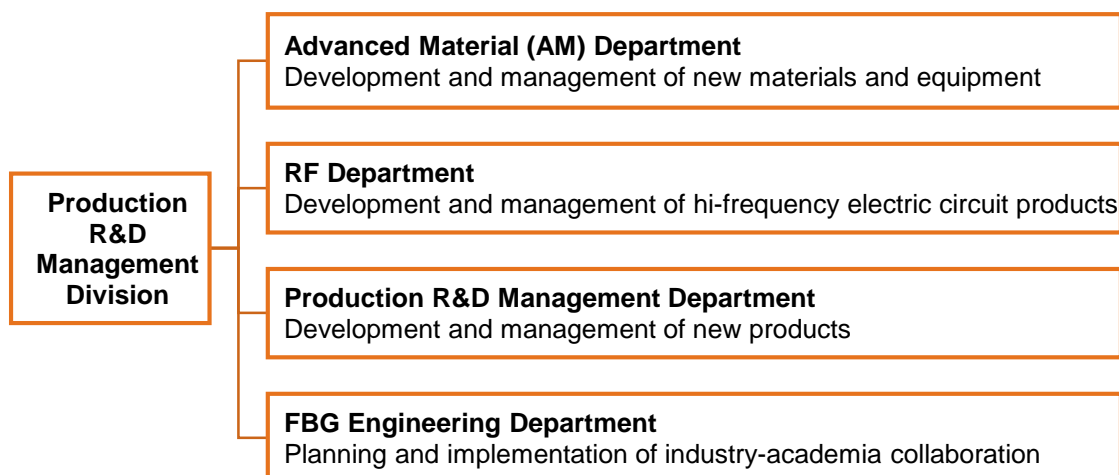 Production
R&D
Management
Division
Advanced Material (AM) Department
Development and management of new materials and equipment
RF Department
Development and management of hi-frequency electric circuit products
Production R&D Management Department
Development and management of new products
FBG Engineering Department
Planning and implementation of industry-academia collaboration